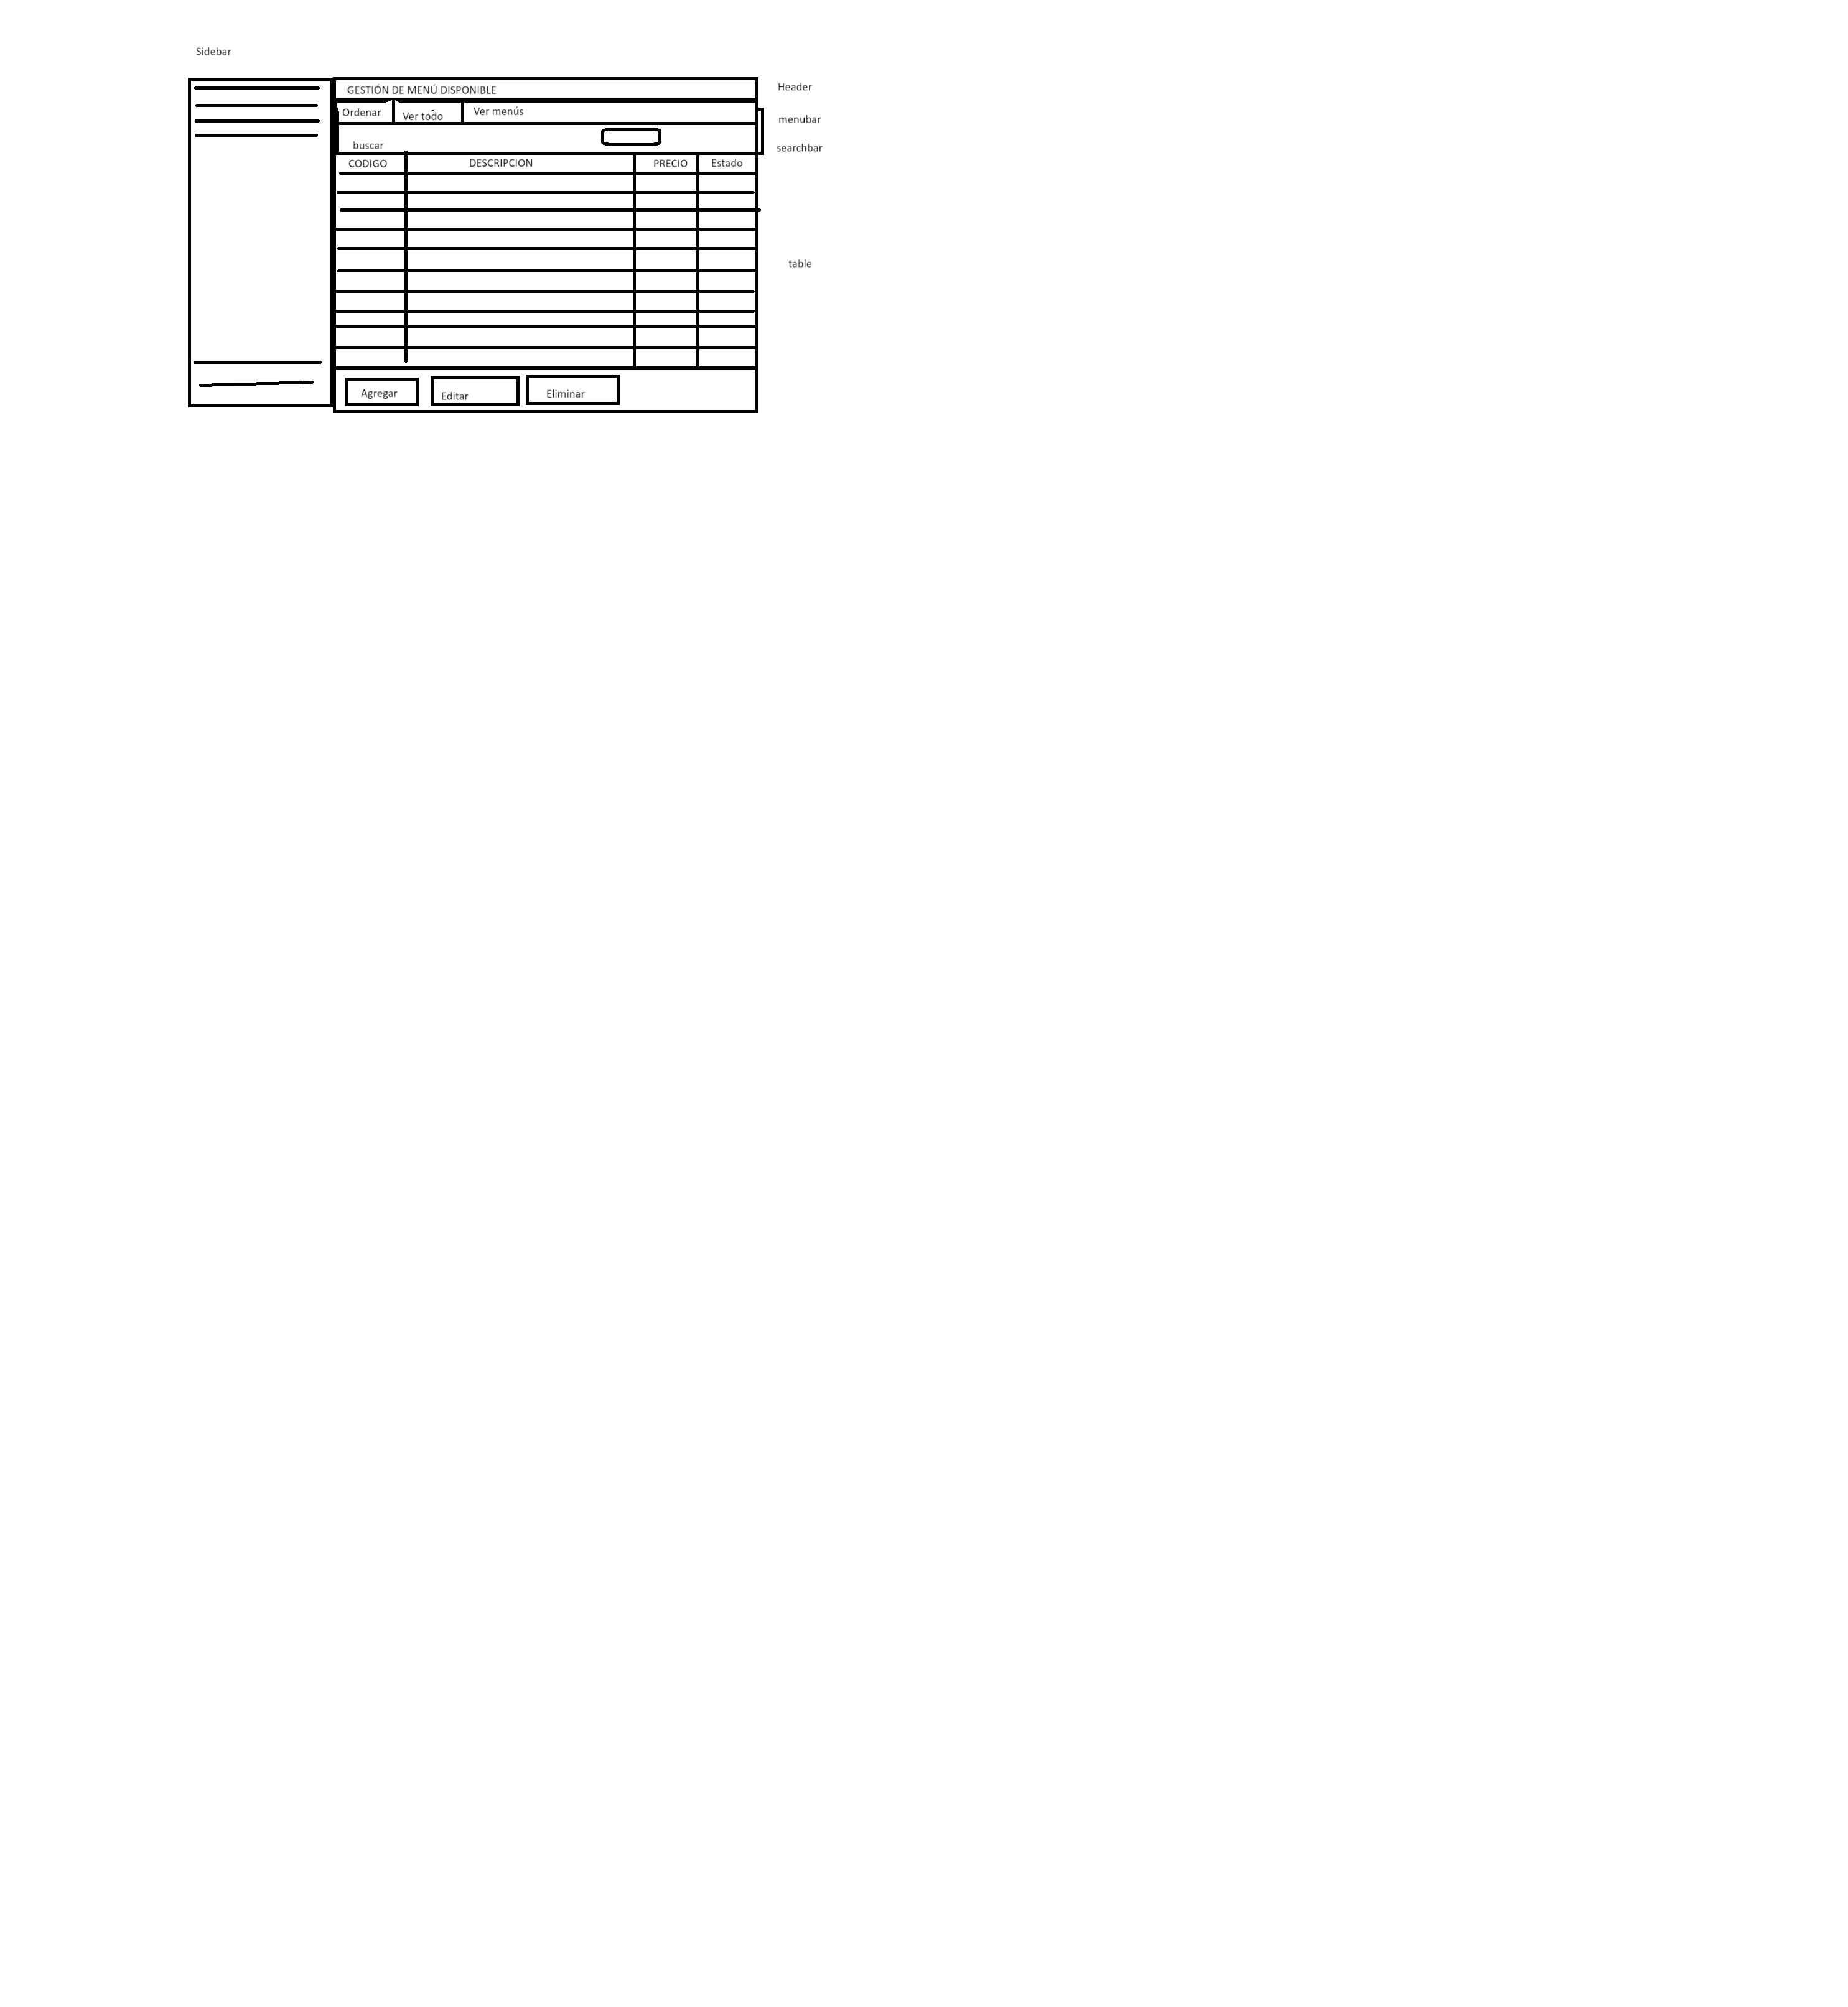 Sidebar
Header
GESTIÓN DE MENÚ DISPONIBLE
Ordenar
Ver todo
Ver menús
menubar
buscar
searchbar
CODIGO
DESCRIPCION
PRECIO
Estado
table
Agregar
Editar
Eliminar